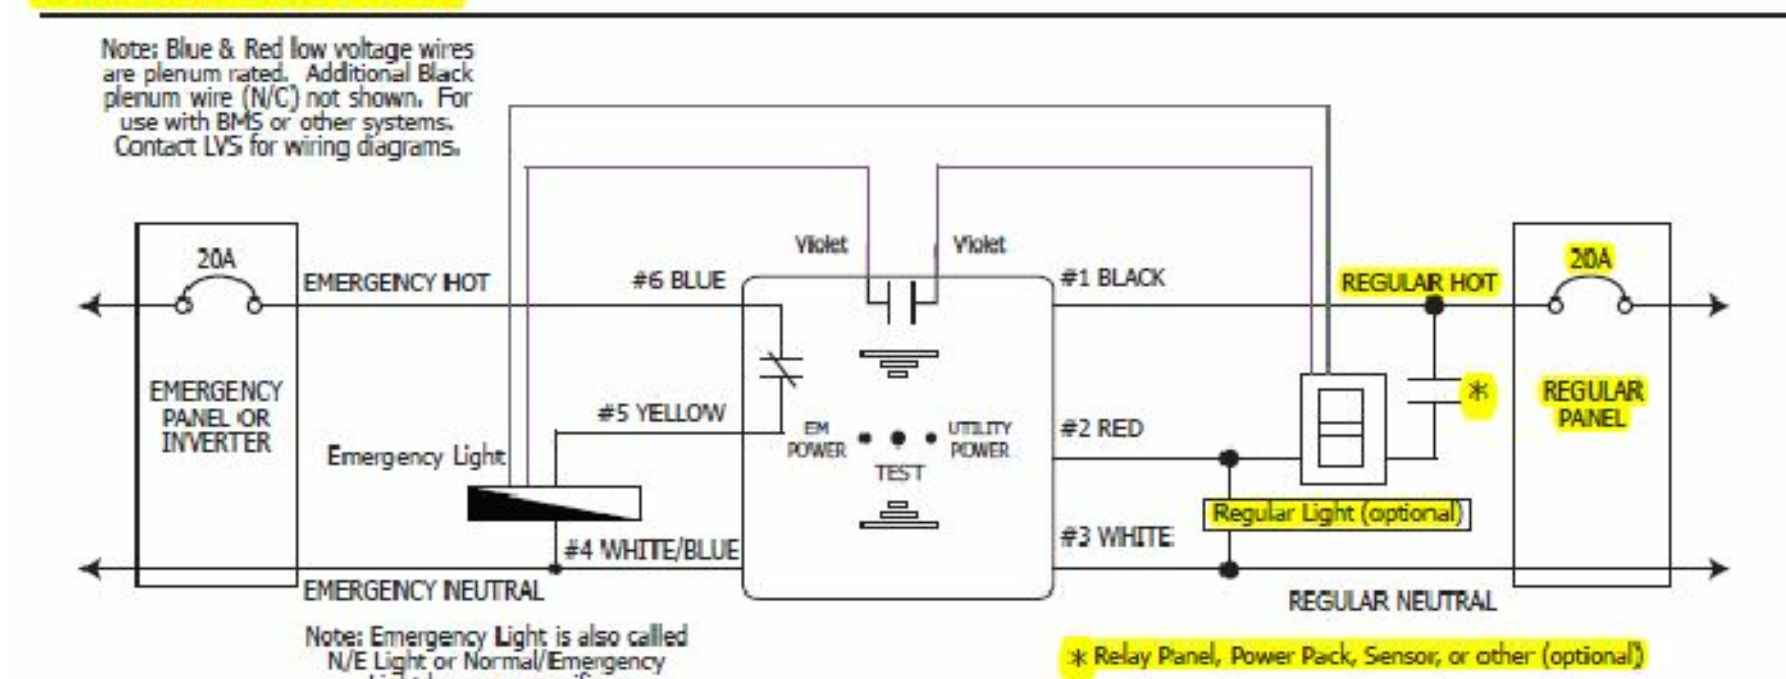 Note: Blue & Red low voltage wires
are plenum rated. Additional Black
plenum wire (N/C) not shown. For
use with BMS or other systems.
Contact LVS for wiring diagrams.
Violet
Violet
20A
EMERGENCY HOT
#6 BLUE
#1 BLACK
REGULAR HOT
20A
EMERGENCY
PANEL OR
INVERTER
#5 YELLOW
EM
POWER
UTILITY
POWER
TEST
#2 RED
*
REGULAR
PANEL
Emergency Light
Regular Light (optional)
#4 WHITE/BLUE
#3 WHITE
EMERGENCY NEUTRAL
REGULAR NEUTRAL
Note: Emergency Light is also called
N/E Light or Normal/Emergency
* Relay Panel, Power Pack, Sensor, or other (optional)